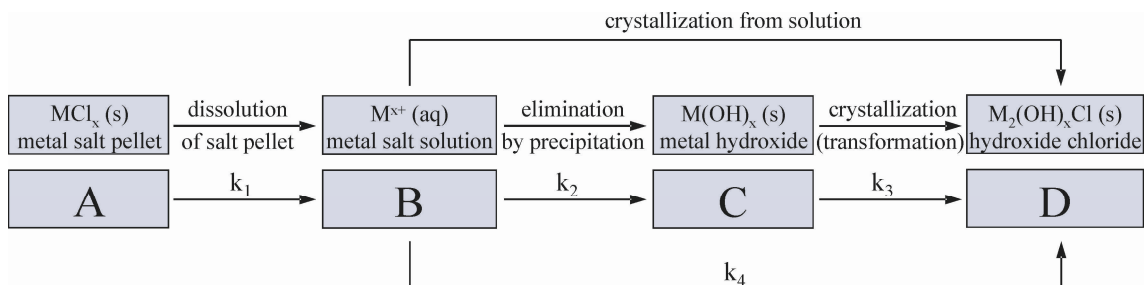 crystallization from solution
MClₓ (s)
metal salt pellet
dissolution
of salt pellet
Mˣ⁺ (aq)
metal salt solution
elimination
by precipitation
M(OH)ₓ (s)
metal hydroxide
crystallization
(transformation)
M₂(OH)ₓCl (s)
hydroxide chloride
A
k₁
B
k₂
C
k₃
D
k₄